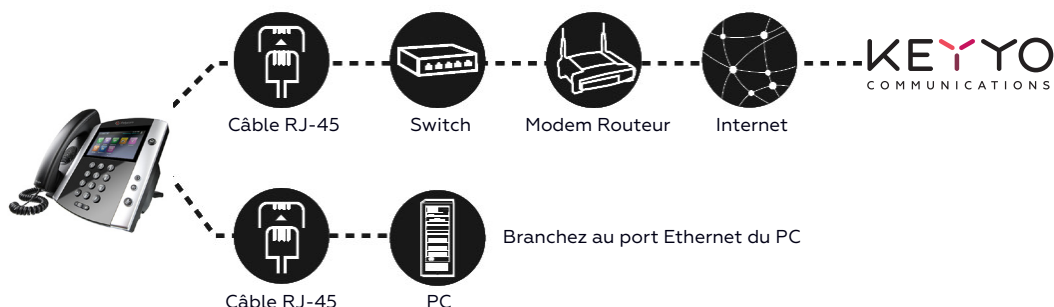 KEYYO
COMMUNICATIONS
Câble RJ-45
Switch
Modem Routeur
Internet
Branchez au port Ethernet du PC
Câble RJ-45
PC